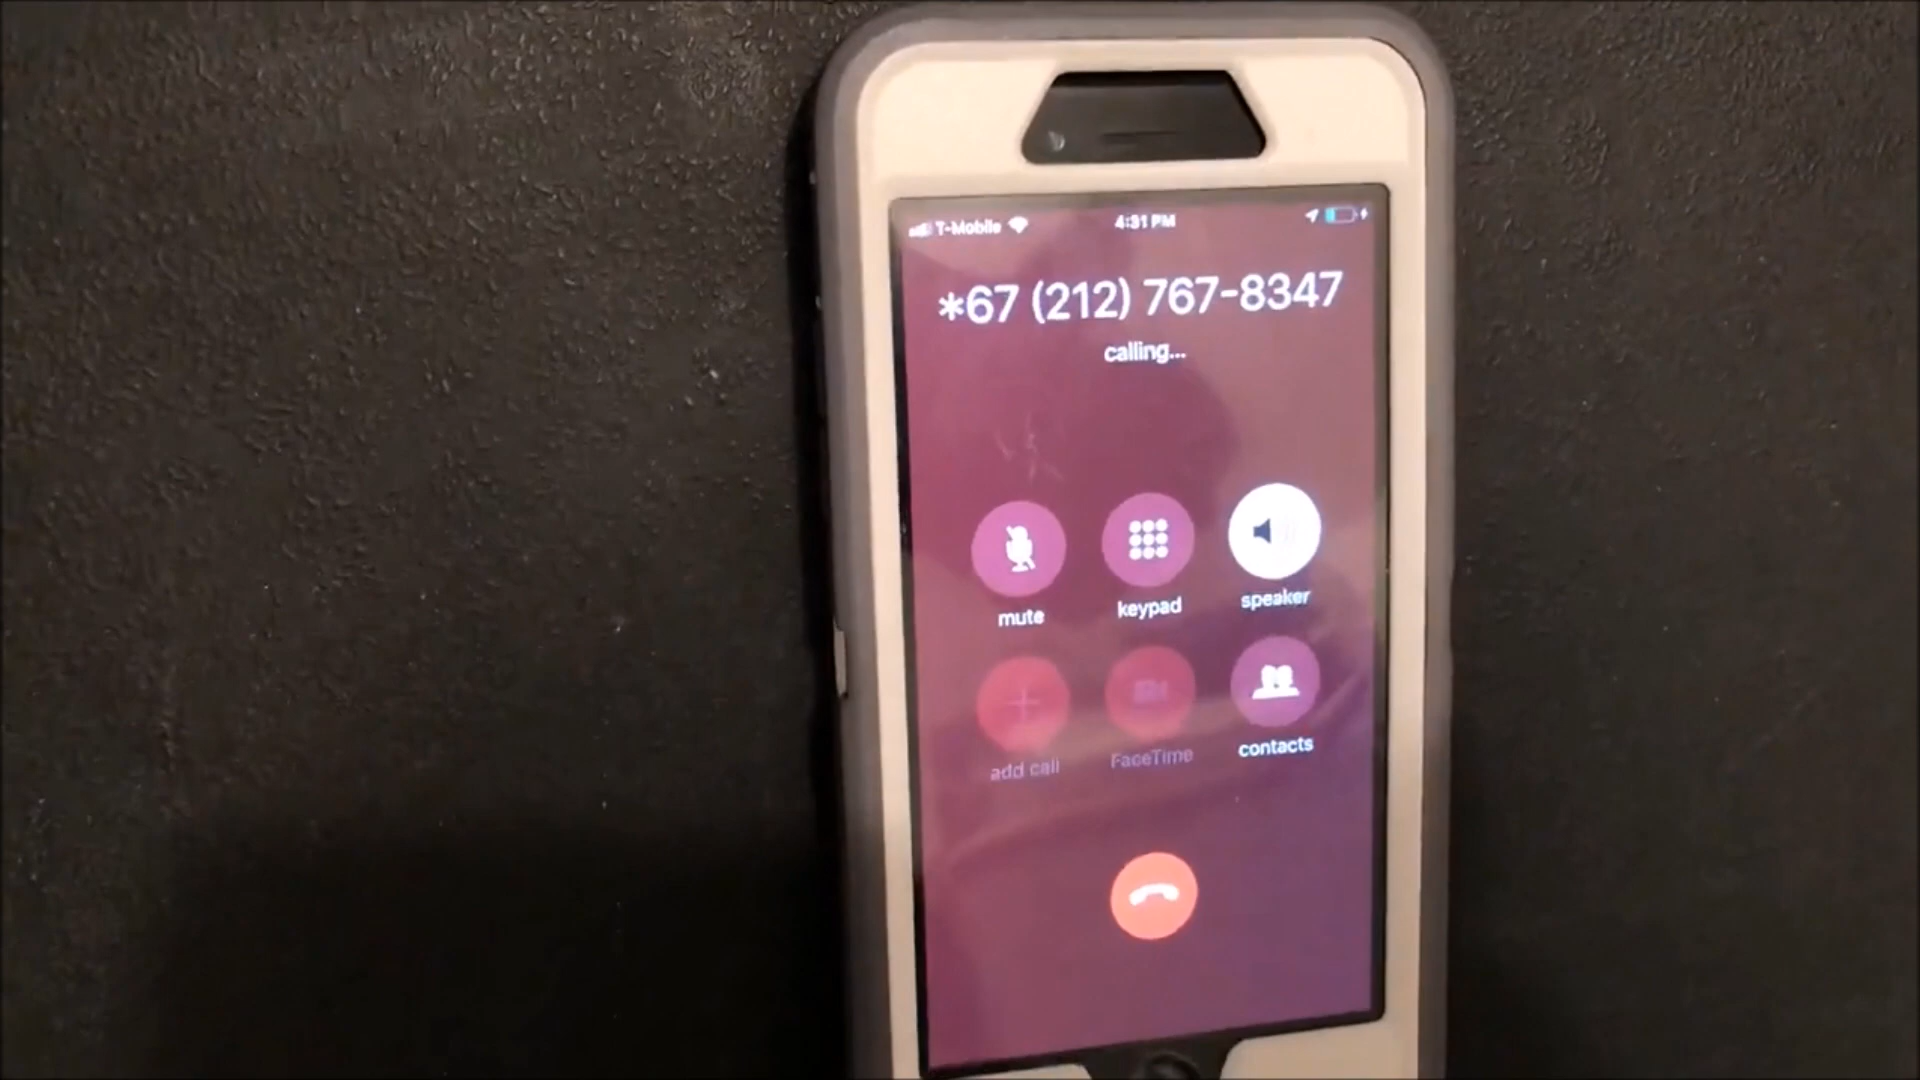 T-Mobile 4:31 PM
*67 (212) 767-8347
calling...
mute keypad speaker
add call FaceTime contacts